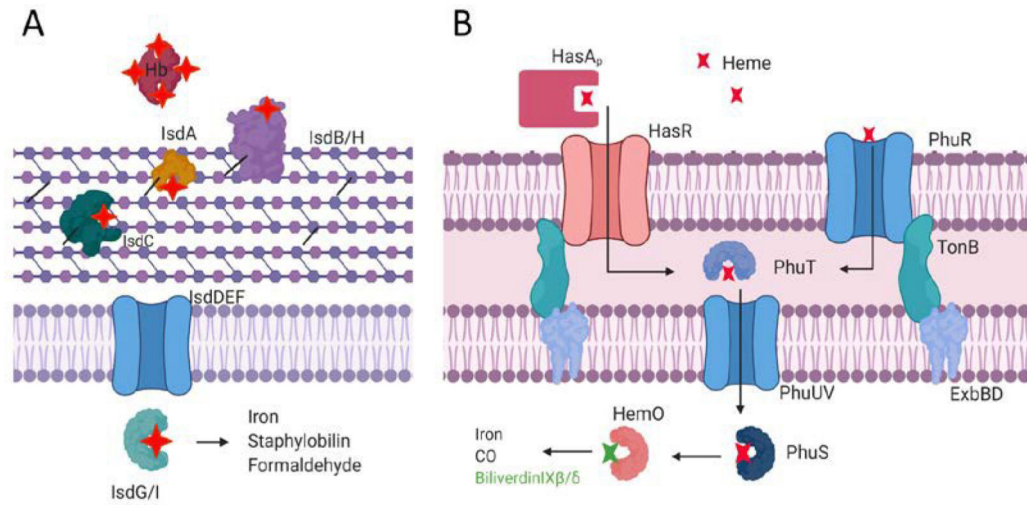 A
Hb
IsdA
IsdB/H
IsdC
IsdDEF
Iron
Staphylobilin
Formaldehyde
IsdG/I
B
HasAp
Heme
HasR
PhuR
TonB
PhuT
PhuUV
ExbBD
HemO
Iron
CO
BiliverdinIXβ/δ
PhuS